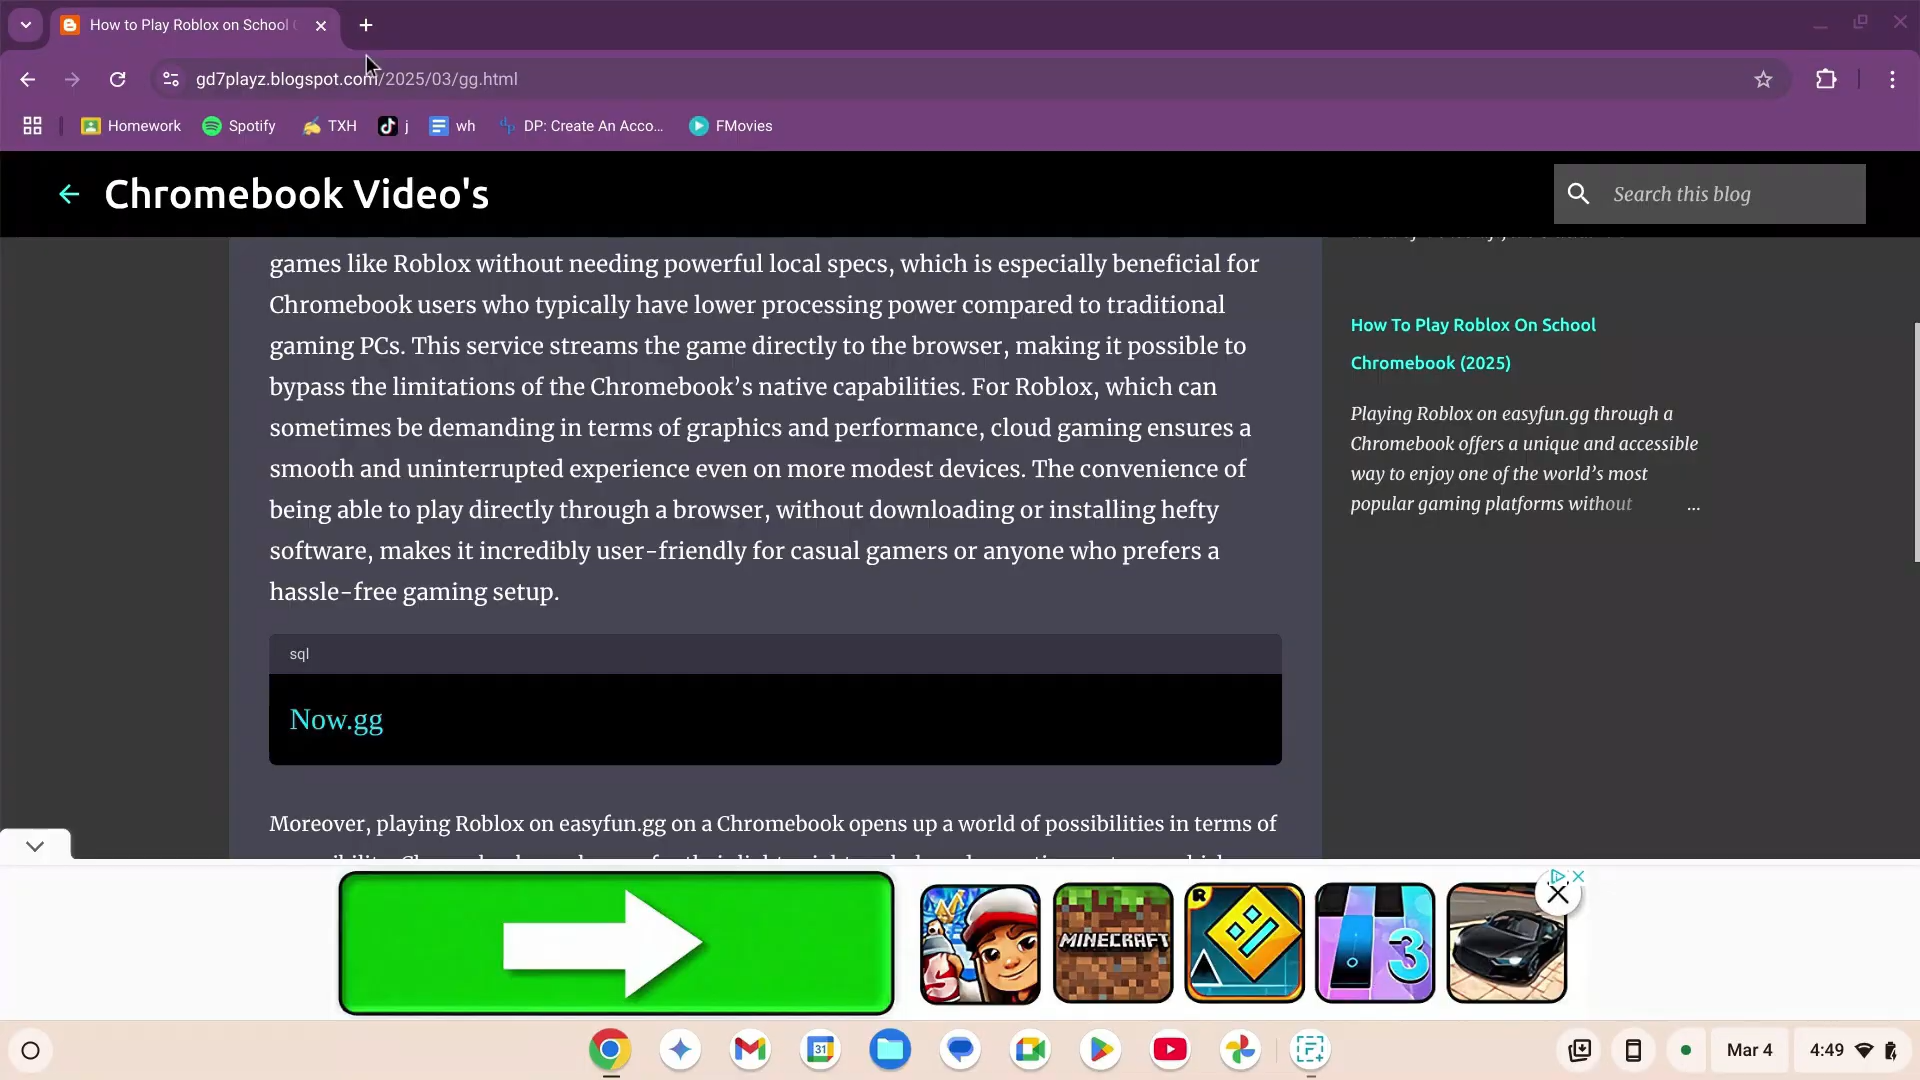 How to Play Roblox on School
gd7playz.blogspot.com/2025/03/gg.html
Homework
Spotify
TXH
j
wh
DP: Create An Acco...
FMovies
Chromebook Video's
Search this blog
games like Roblox without needing powerful local specs, which is especially beneficial for
Chromebook users who typically have lower processing power compared to traditional
gaming PCs. This service streams the game directly to the browser, making it possible to
bypass the limitations of the Chromebook’s native capabilities. For Roblox, which can
sometimes be demanding in terms of graphics and performance, cloud gaming ensures a
smooth and uninterrupted experience even on more modest devices. The convenience of
being able to play directly through a browser, without downloading or installing hefty
software, makes it incredibly user-friendly for casual gamers or anyone who prefers a
hassle-free gaming setup.
sql
Now.gg
Moreover, playing Roblox on easyfun.gg on a Chromebook opens up a world of possibilities in terms of
How To Play Roblox On School
Chromebook (2025)
Playing Roblox on easyfun.gg through a
Chromebook offers a unique and accessible
way to enjoy one of the world’s most
popular gaming platforms without ...
MINECRAFT
R
3
31
Mar 4
4:49